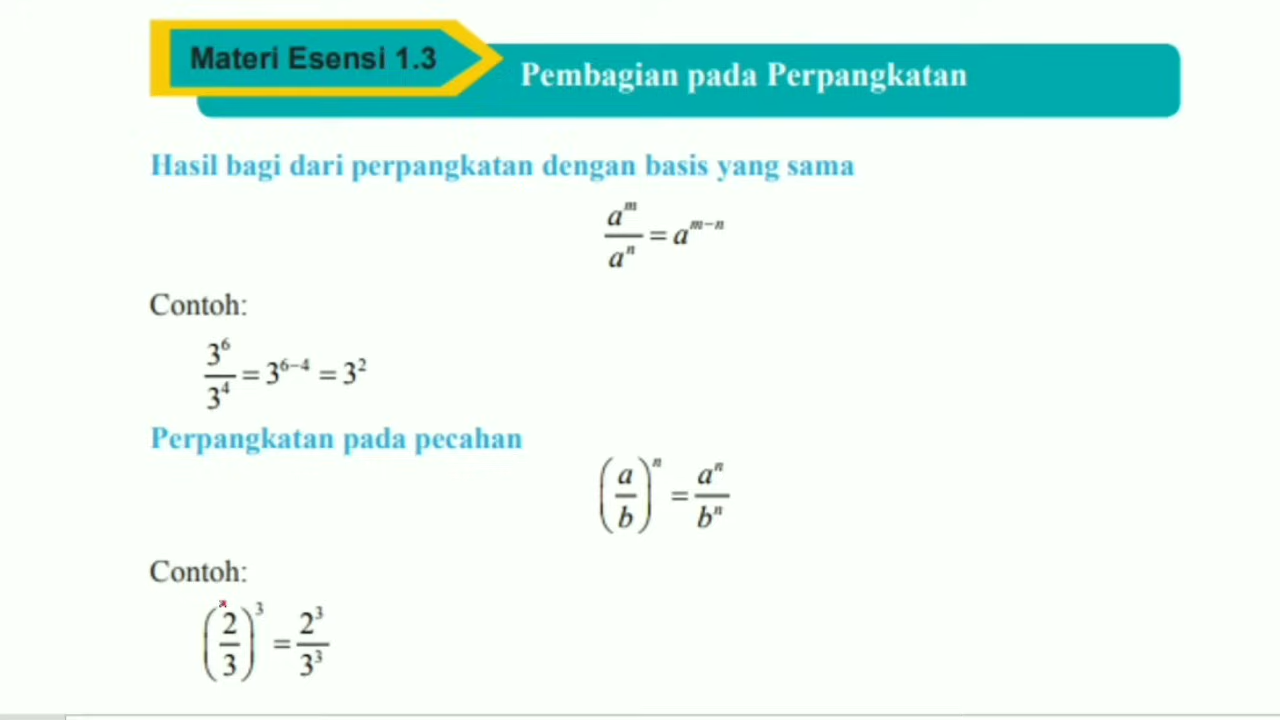 Materi Esensi 1.3
Pembagian pada Perpangkatan
Hasil bagi dari perpangkatan dengan basis yang sama
a^m/a^n = a^(m−n)
Contoh:
3^6/3^4 = 3^(6−4) = 3^2
Perpangkatan pada pecahan
(a/b)^n = a^n/b^n
Contoh:
(2/3)^3 = 2^3/3^3